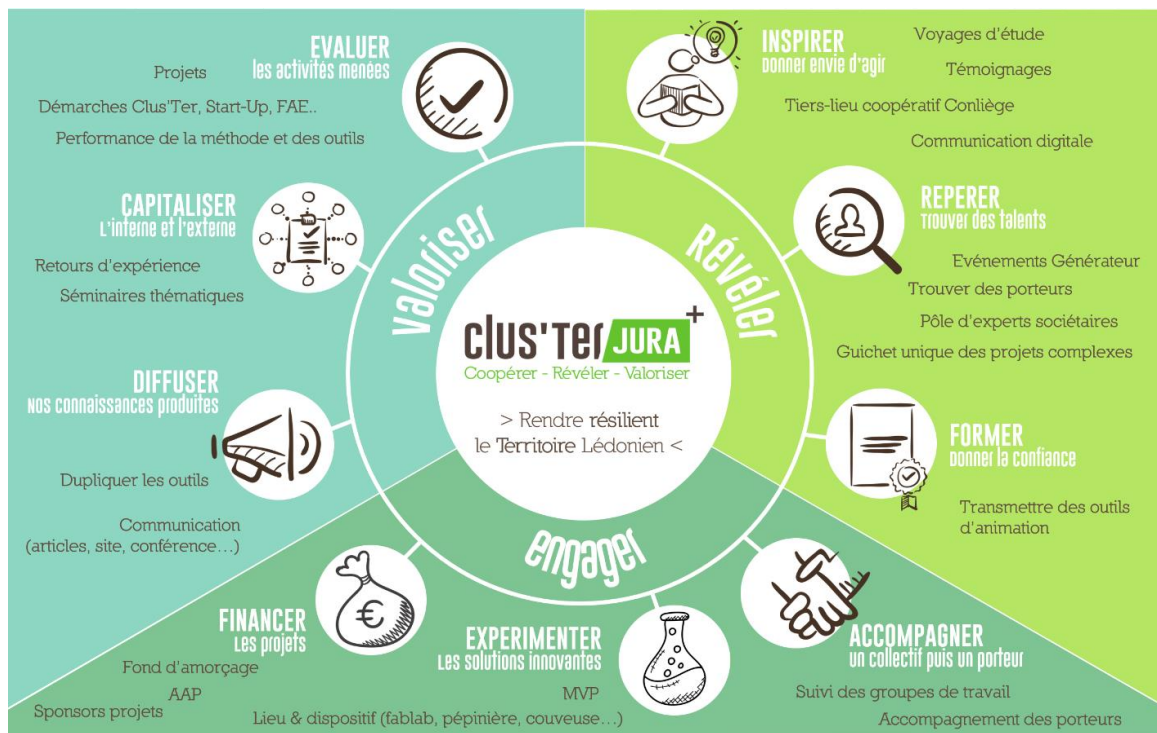 EVALUER
les activités menées
Projets
Démarches Clus'Ter, Start-Up, FAE..
Performance de la méthode et des outils
CAPITALISER
L'interne et l'externe
Retours d'expérience
Séminaires thématiques
DIFFUSER
Nos connaissances produites
Dupliquer les outils
Communication
(articles, site, conférence...)
INSPIRER
Donner envie d'agir
Voyages d'étude
Témoignages
Tiers-lieu coopératif Conliège
Communication digitale
REPERER
Trouver des talents
Evénements Générateur
Trouver des porteurs
Pôle d'experts sociétaires
Guichet unique des projets complexes
FORMER
Donner la confiance
Transmettre des outils
d'animation
valoriser
Révéler
engager
clus'Ter JURA+
Coopérer - Révéler - Valoriser
> Rendre résilient
le Territoire Lédonien <
FINANCER
Les projets
€
Fond d'amorçage
AAP
Sponsors projets
EXPERIMENTER
Les solutions innovantes
MVP
Lieu & dispositif (fablab, pépinière, couveuse...)
ACCOMPAGNER
un collectif puis un porteur
Suivi des groupes de travail
Accompagnement des porteurs